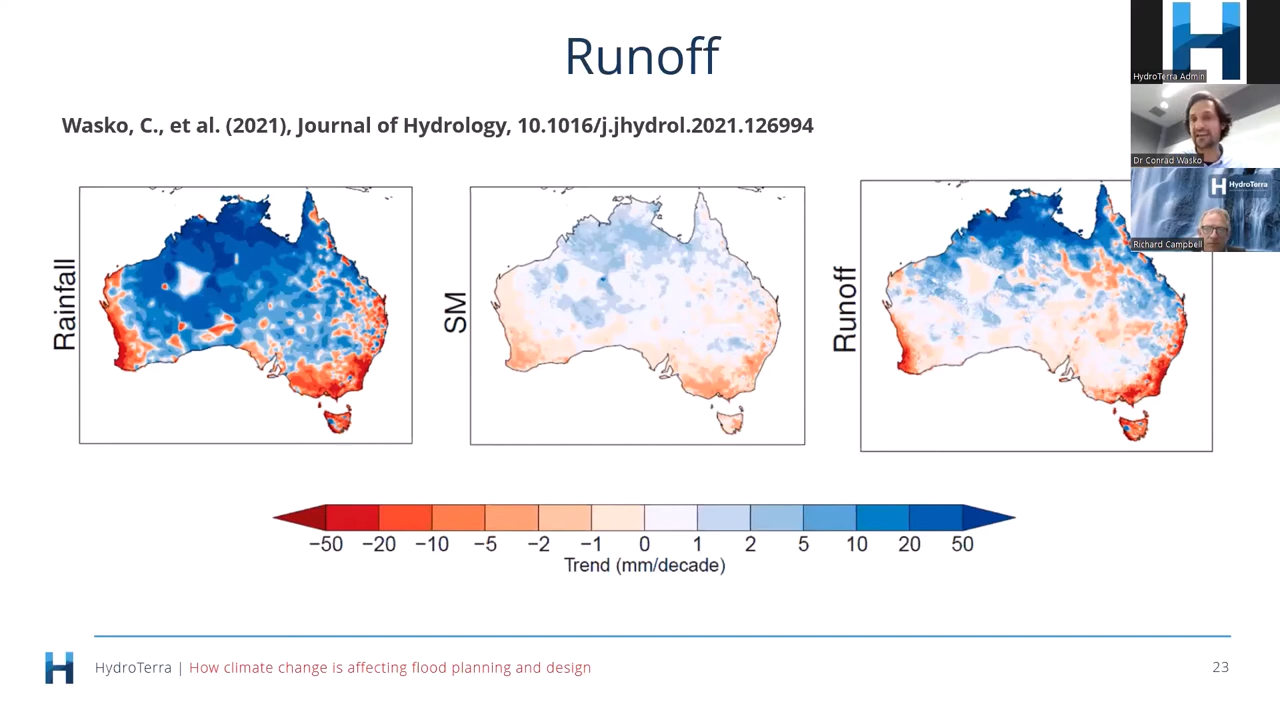 Runoff
Wasko, C., et al. (2021), Journal of Hydrology, 10.1016/j.jhydrol.2021.126994
Rainfall
SM
Runoff
−50 −20 −10 −5 −2 −1 0 1 2 5 10 20 50
Trend (mm/decade)
HydroTerra | How climate change is affecting flood planning and design
23
HydroTerra Admin
Dr Conrad Wasko
HydroTerra
Richard Campbell